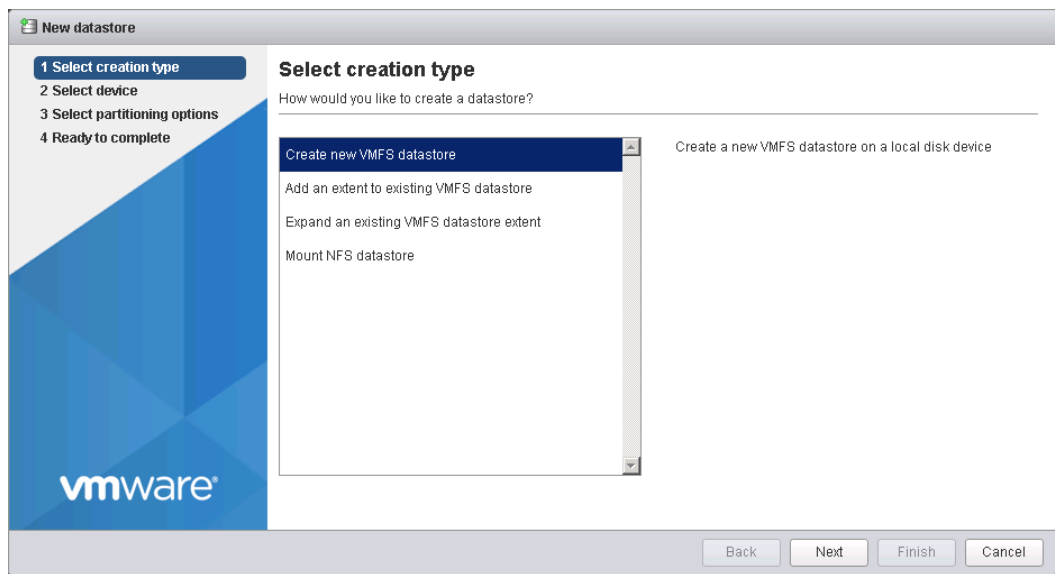 New datastore
1 Select creation type
2 Select device
3 Select partitioning options
4 Ready to complete
Select creation type
How would you like to create a datastore?
Create new VMFS datastore
Add an extent to existing VMFS datastore
Expand an existing VMFS datastore extent
Mount NFS datastore
Create a new VMFS datastore on a local disk device
vmware®
Back
Next
Finish
Cancel